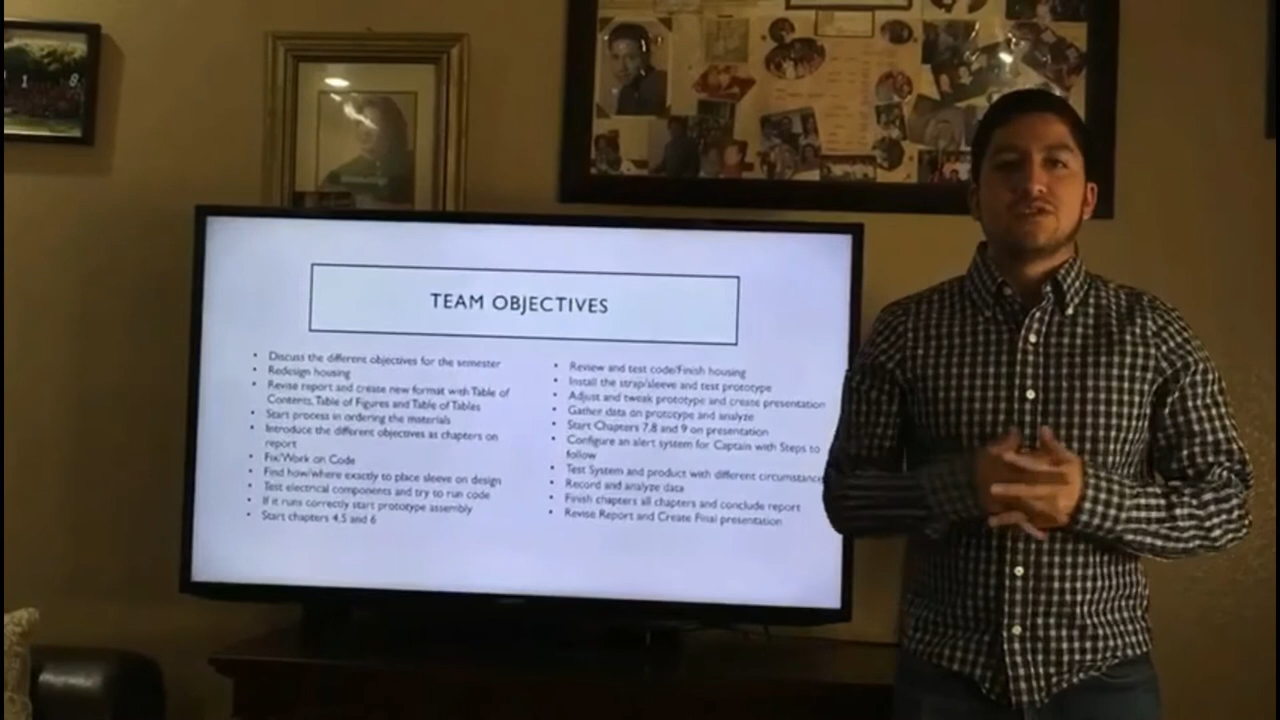 1 8
TEAM OBJECTIVES
• Discuss the different objectives for the semester
• Redesign housing
• Revise report and create new format with Table of
Contents, Table of Figures and Table of Tables
• Start process in ordering the materials
• Introduce the different objectives as chapters on
report
• Fix/Work on Code
• Find how/where exactly to place sleeve on design
• Test electrical components and try to run code
• If it runs correctly start prototype assembly
• Start chapters 4,5 and 6
• Review and test code/Finish housing
• Install the strap/sleeve and test prototype
• Adjust and tweak prototype and create presentation
• Gather data on prototype and analyze
• Start Chapters 7,8 and 9 on presentation
• Configure an alert system for Captain with Steps to
follow
• Test System and product with different circumstances
• Record and analyze data
• Finish chapters all chapters and conclude report
• Revise Report and Create Final presentation